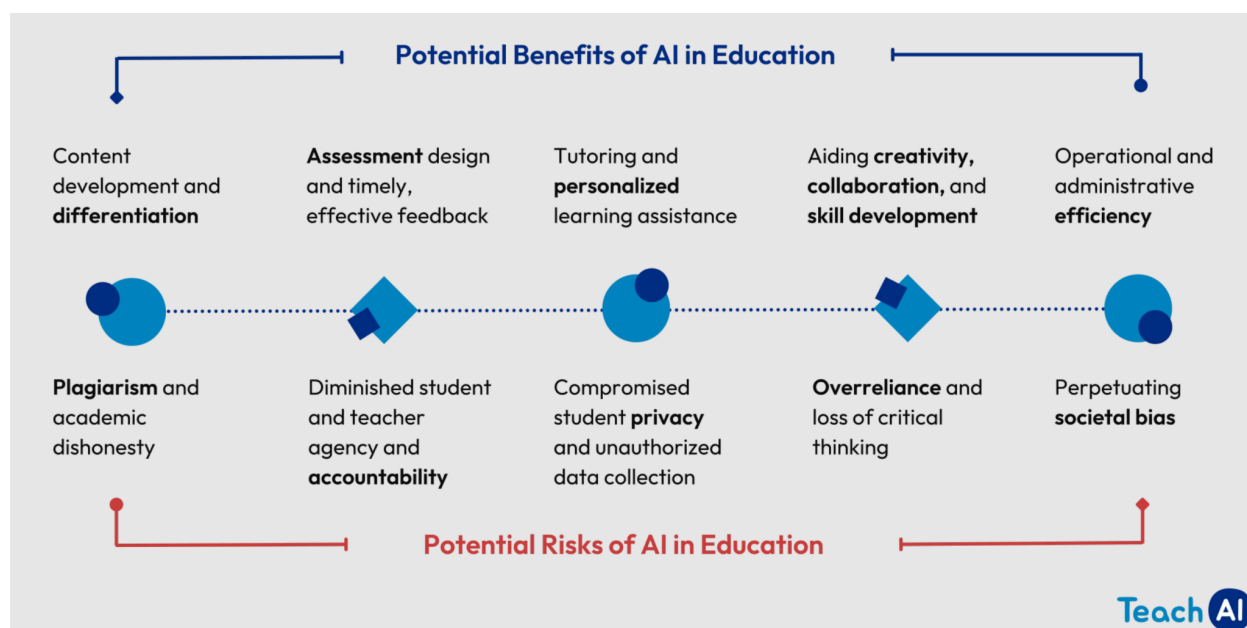 Potential Benefits of AI in Education
Content
development and
differentiation
Assessment design
and timely,
effective feedback
Tutoring and
personalized
learning assistance
Aiding creativity,
collaboration, and
skill development
Operational and
administrative
efficiency
Plagiarism and
academic
dishonesty
Diminished student
and teacher
agency and
accountability
Compromised
student privacy
and unauthorized
data collection
Overreliance and
loss of critical
thinking
Perpetuating
societal bias
Potential Risks of AI in Education
Teach AI